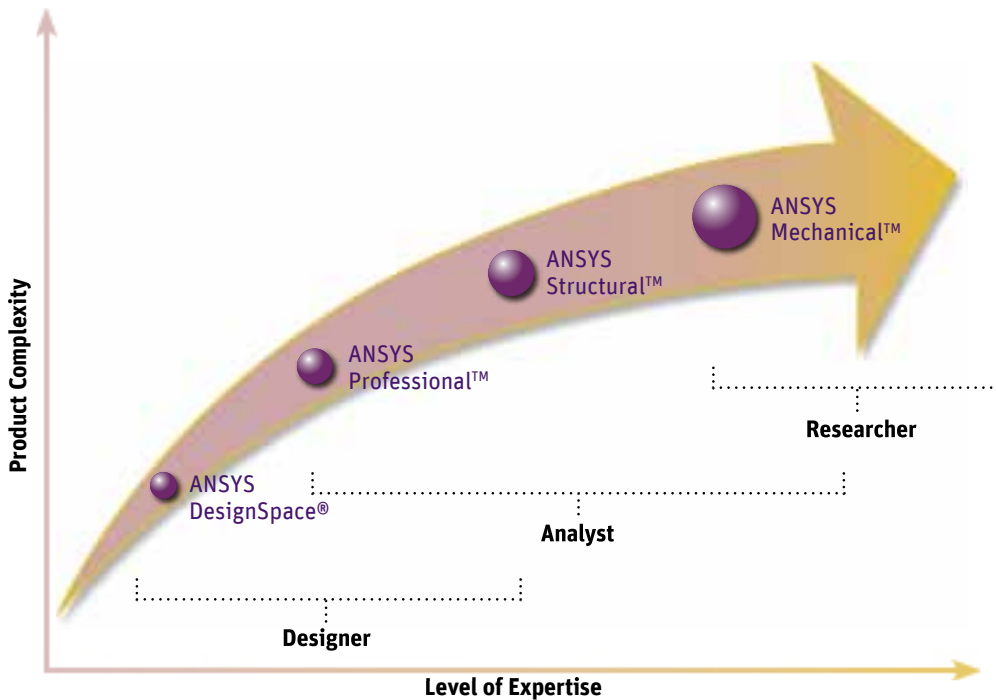 Product Complexity
ANSYS
Mechanical™
ANSYS
Structural™
ANSYS
Professional™
ANSYS
DesignSpace®
Researcher
Analyst
Designer
Level of Expertise